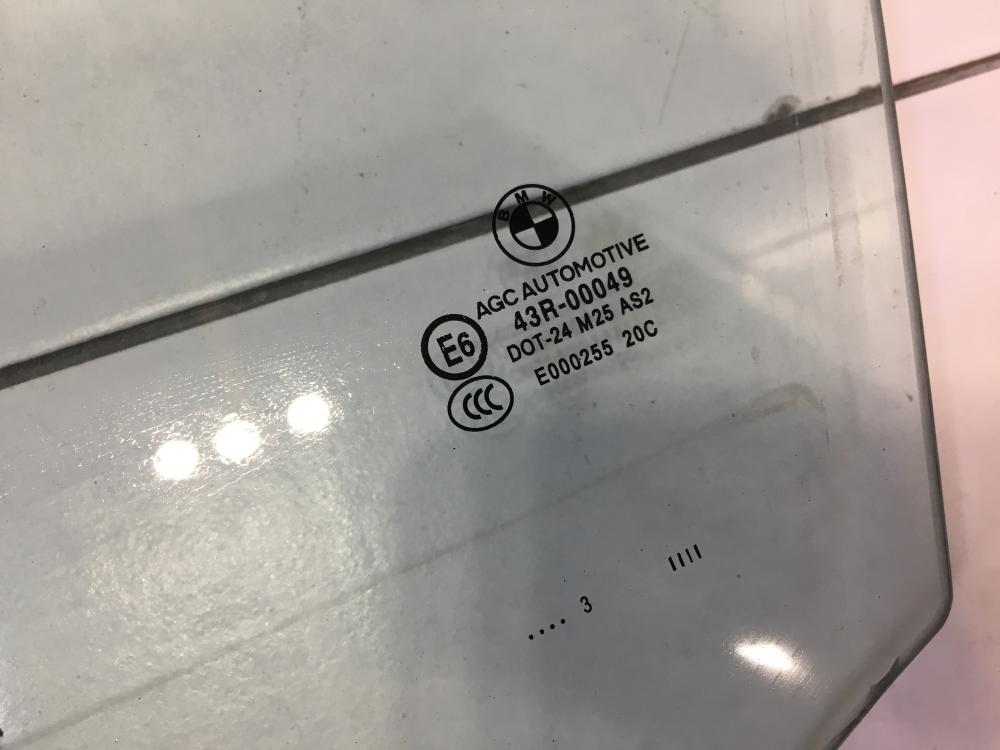 BMW
AGC AUTOMOTIVE
43R-00049
E6
DOT-24 M25 AS2
E000255 20C
CCC
.... 3
IIII